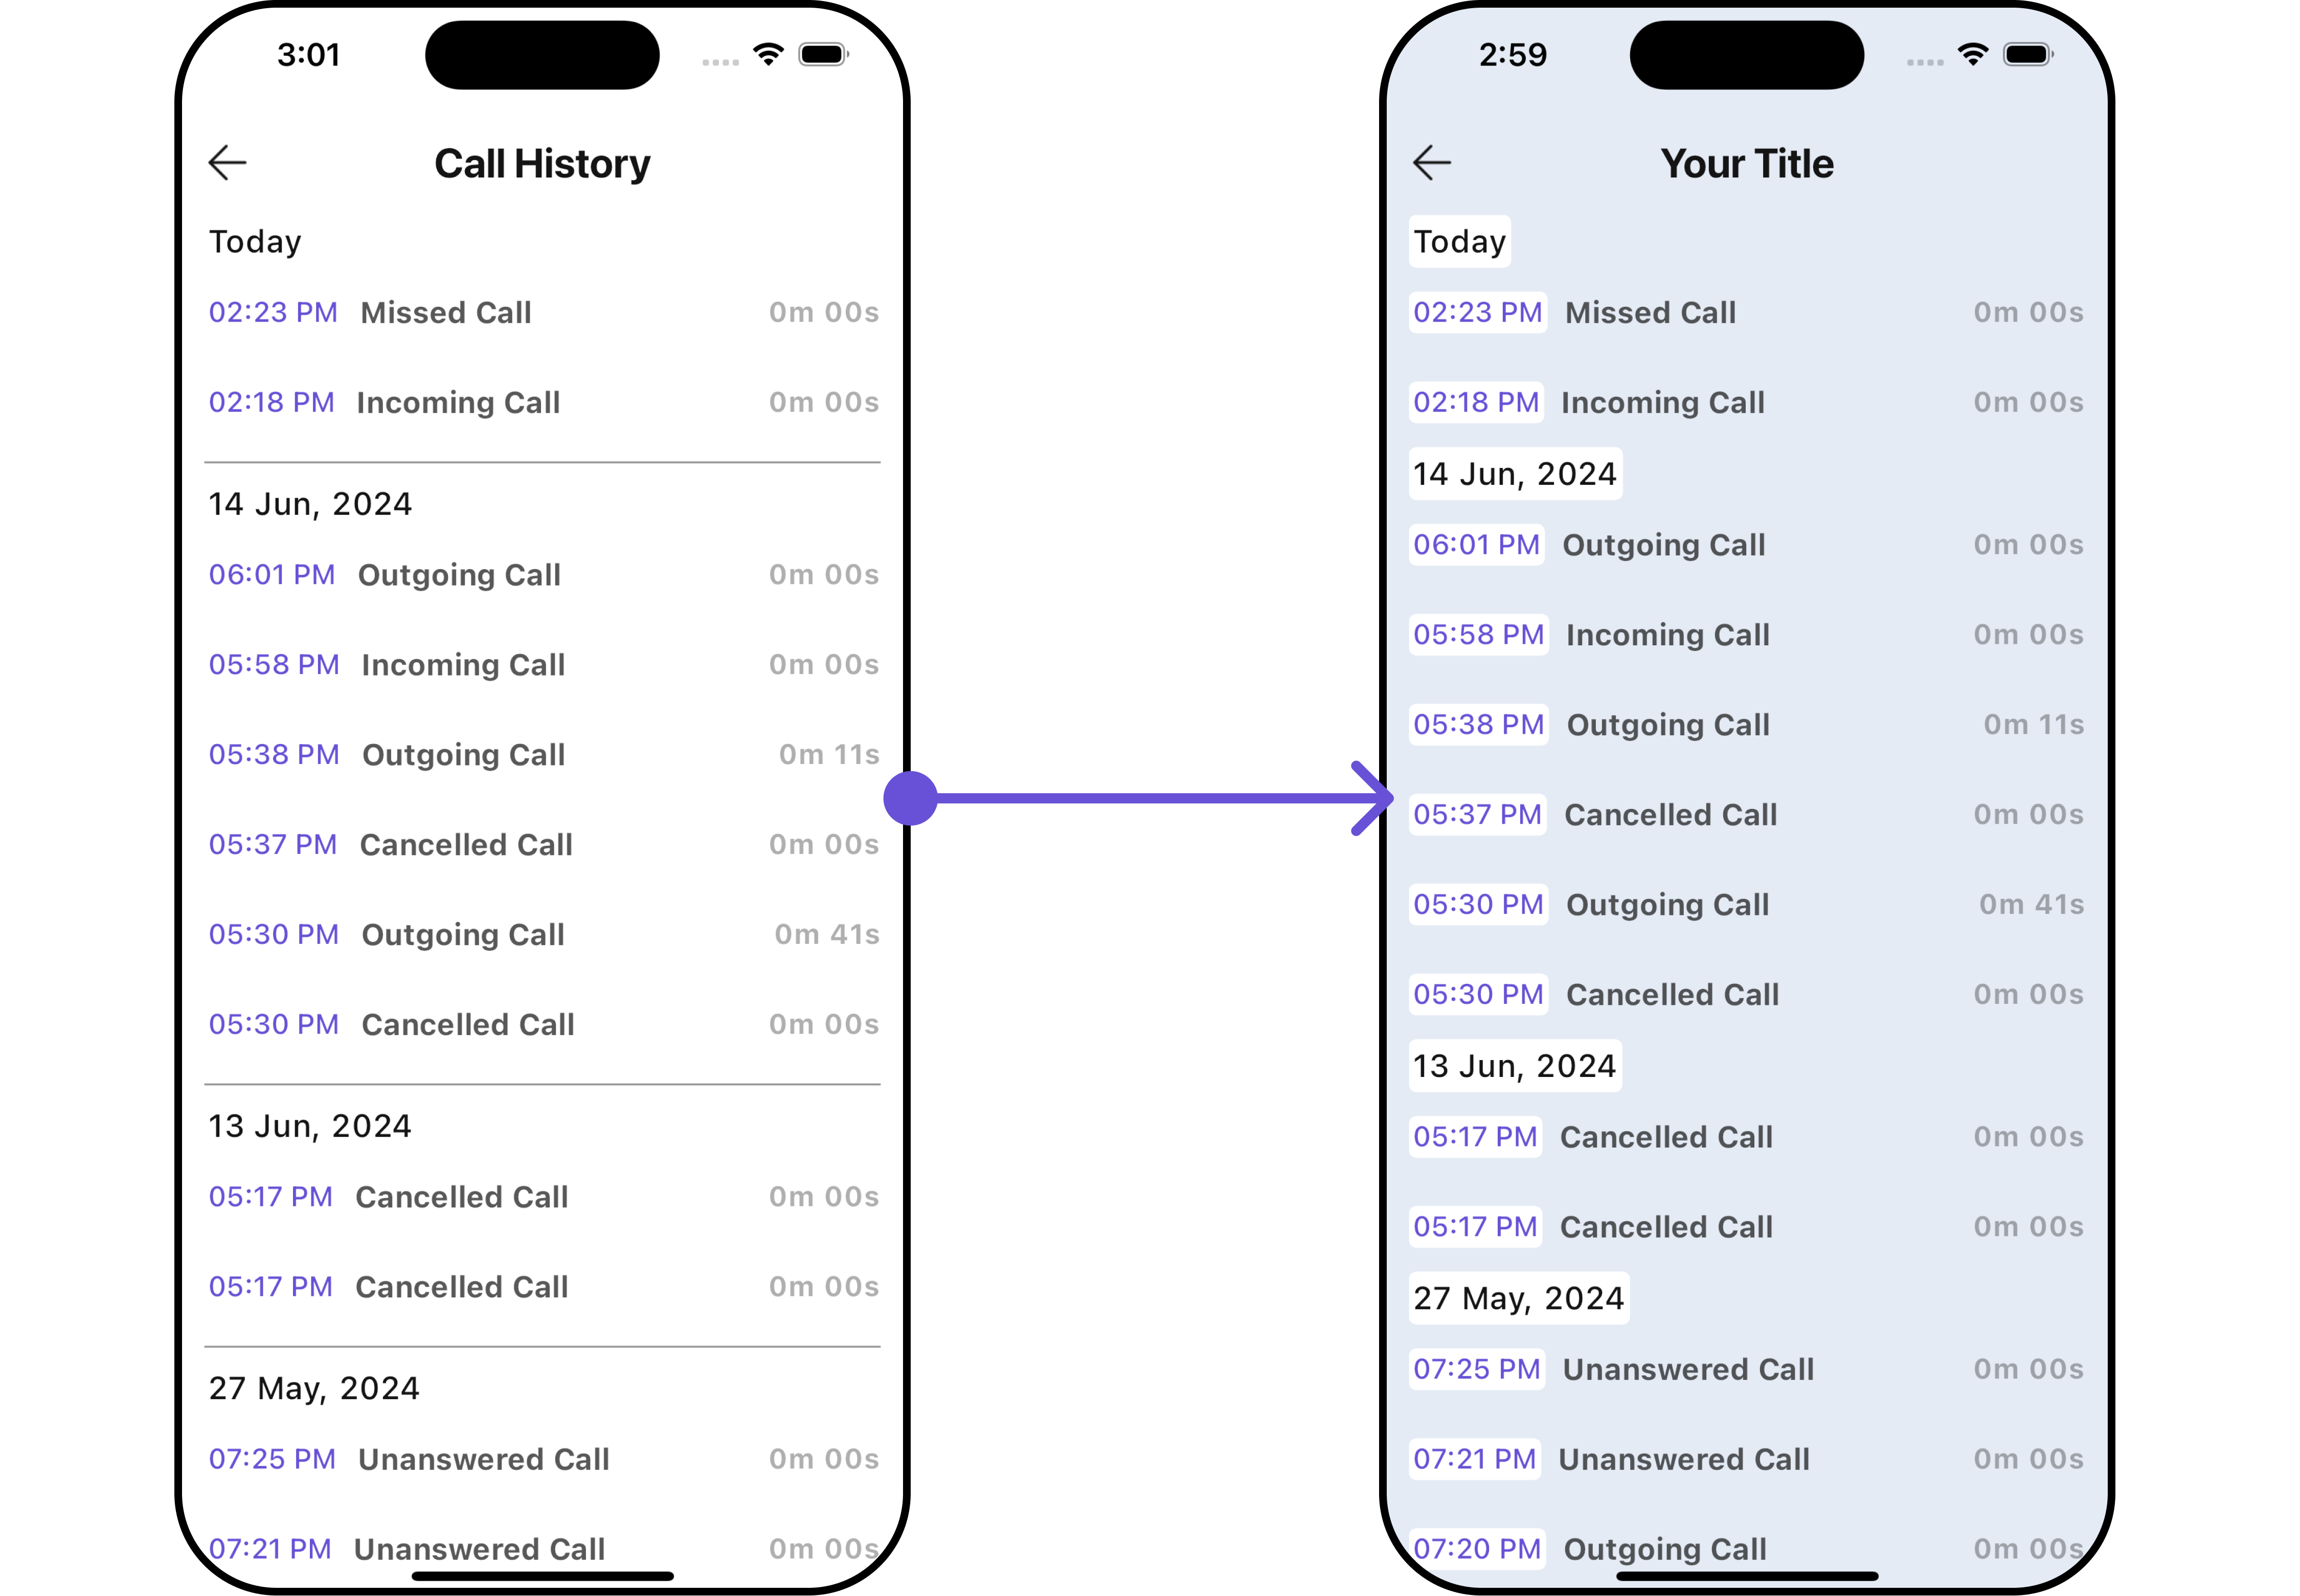 3:01
Call History
Today
02:23 PM Missed Call 0m 00s
02:18 PM Incoming Call 0m 00s
14 Jun, 2024
06:01 PM Outgoing Call 0m 00s
05:58 PM Incoming Call 0m 00s
05:38 PM Outgoing Call 0m 11s
05:37 PM Cancelled Call 0m 00s
05:30 PM Outgoing Call 0m 41s
05:30 PM Cancelled Call 0m 00s
13 Jun, 2024
05:17 PM Cancelled Call 0m 00s
05:17 PM Cancelled Call 0m 00s
27 May, 2024
07:25 PM Unanswered Call 0m 00s
07:21 PM Unanswered Call 0m 00s
2:59
Your Title
Today
02:23 PM Missed Call 0m 00s
02:18 PM Incoming Call 0m 00s
14 Jun, 2024
06:01 PM Outgoing Call 0m 00s
05:58 PM Incoming Call 0m 00s
05:38 PM Outgoing Call 0m 11s
05:37 PM Cancelled Call 0m 00s
05:30 PM Outgoing Call 0m 41s
05:30 PM Cancelled Call 0m 00s
13 Jun, 2024
05:17 PM Cancelled Call 0m 00s
05:17 PM Cancelled Call 0m 00s
27 May, 2024
07:25 PM Unanswered Call 0m 00s
07:21 PM Unanswered Call 0m 00s
07:20 PM Outgoing Call 0m 00s